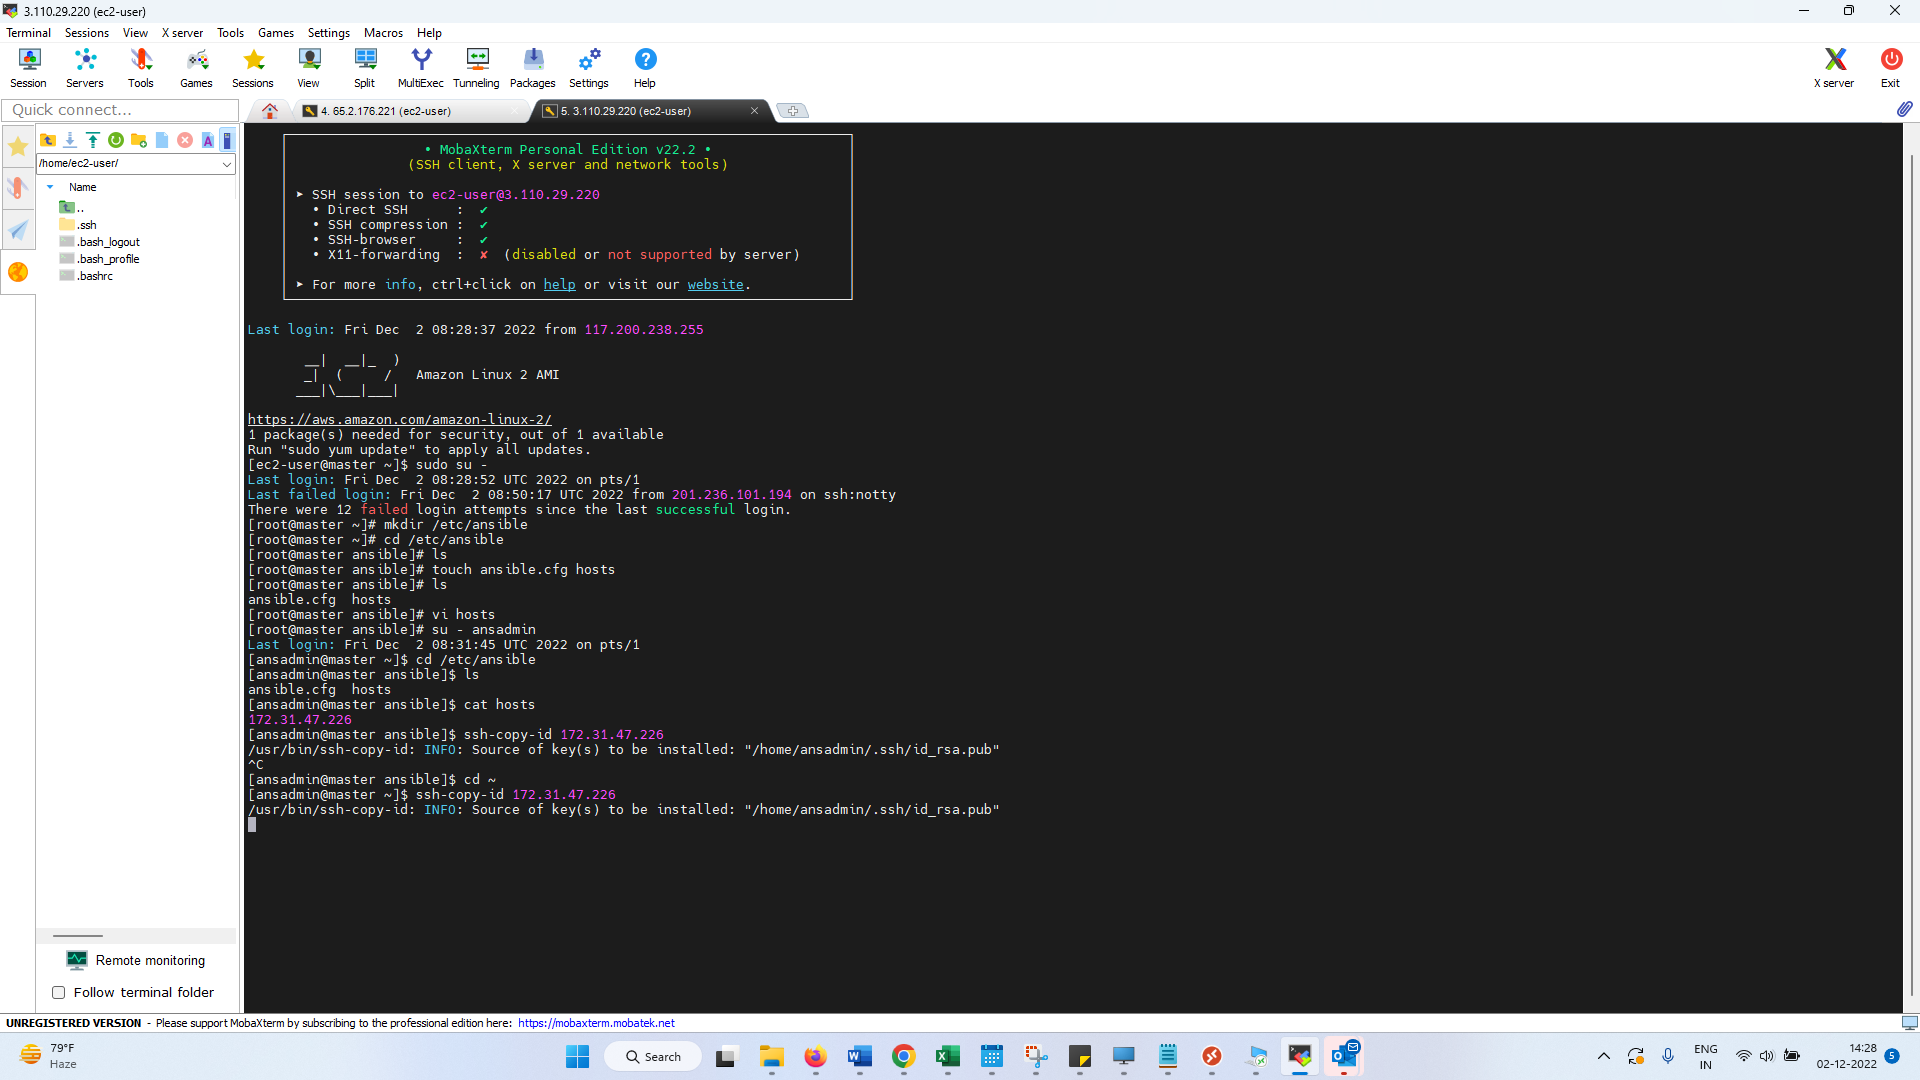 3.110.29.220 (ec2-user)
Terminal Sessions View X server Tools Games Settings Macros Help
Session Servers Tools Games Sessions View Split MultiExec Tunneling Packages Settings Help X server Exit
Quick connect...
4. 65.2.176.221 (ec2-user)
5. 3.110.29.220 (ec2-user)
/home/ec2-user/
Name
..
.ssh
.bash_logout
.bash_profile
.bashrc
• MobaXterm Personal Edition v22.2 •
(SSH client, X server and network tools)
➤ SSH session to ec2-user@3.110.29.220
• Direct SSH : ✔
• SSH compression : ✔
• SSH-browser : ✔
• X11-forwarding : ✘ (disabled or not supported by server)
➤ For more info, ctrl+click on help or visit our website.
Last login: Fri Dec  2 08:28:37 2022 from 117.200.238.255
__|  __|_  )
_|  (     /   Amazon Linux 2 AMI
___|\___|___|
https://aws.amazon.com/amazon-linux-2/
1 package(s) needed for security, out of 1 available
Run "sudo yum update" to apply all updates.
[ec2-user@master ~]$ sudo su -
Last login: Fri Dec  2 08:28:52 UTC 2022 on pts/1
Last failed login: Fri Dec  2 08:50:17 UTC 2022 from 201.236.101.194 on ssh:notty
There were 12 failed login attempts since the last successful login.
[root@master ~]# mkdir /etc/ansible
[root@master ~]# cd /etc/ansible
[root@master ansible]# ls
[root@master ansible]# touch ansible.cfg hosts
[root@master ansible]# ls
ansible.cfg  hosts
[root@master ansible]# vi hosts
[root@master ansible]# su - ansadmin
Last login: Fri Dec  2 08:31:45 UTC 2022 on pts/1
[ansadmin@master ~]$ cd /etc/ansible
[ansadmin@master ansible]$ ls
ansible.cfg  hosts
[ansadmin@master ansible]$ cat hosts
172.31.47.226
[ansadmin@master ansible]$ ssh-copy-id 172.31.47.226
/usr/bin/ssh-copy-id: INFO: Source of key(s) to be installed: "/home/ansadmin/.ssh/id_rsa.pub"
^C
[ansadmin@master ansible]$ cd ~
[ansadmin@master ~]$ ssh-copy-id 172.31.47.226
/usr/bin/ssh-copy-id: INFO: Source of key(s) to be installed: "/home/ansadmin/.ssh/id_rsa.pub"
Remote monitoring
Follow terminal folder
UNREGISTERED VERSION - Please support MobaXterm by subscribing to the professional edition here: https://mobaxterm.mobatek.net
79°F
Haze
Search
ENG
IN
14:28
02-12-2022
5